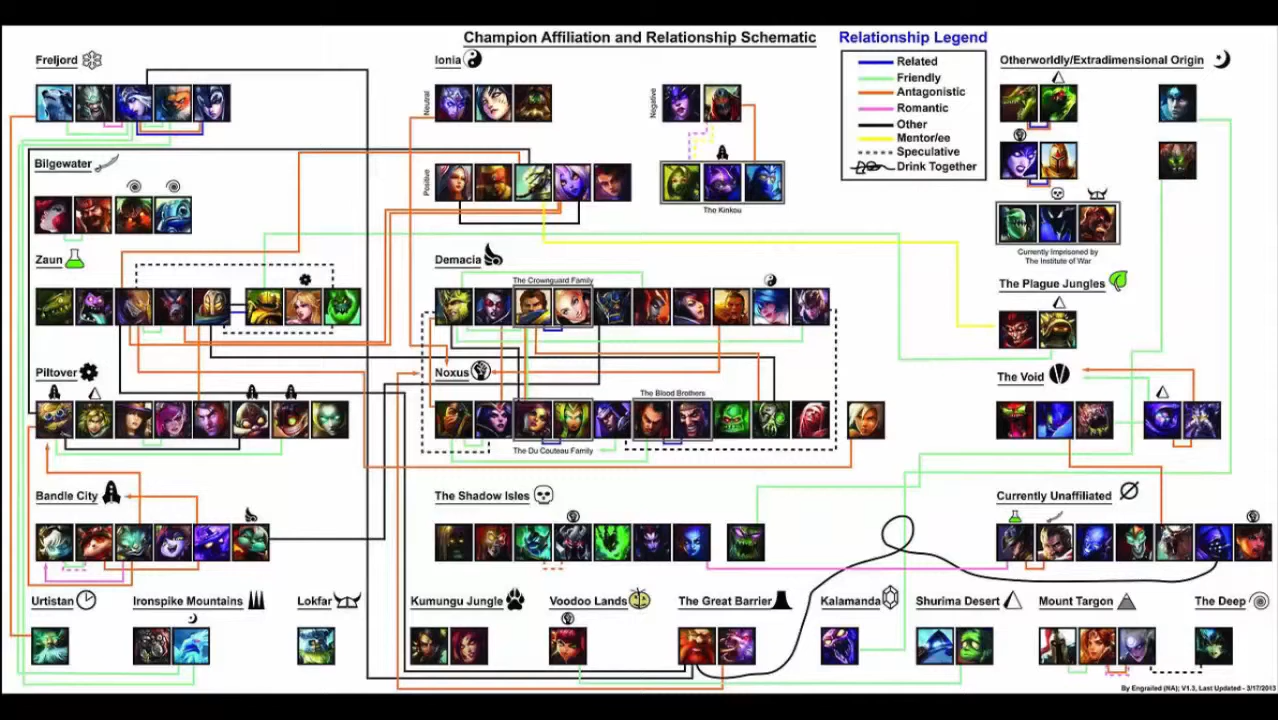 Champion Affiliation and Relationship Schematic
Relationship Legend
Related
Friendly
Antagonistic
Romantic
Other
Mentor/ee
Speculative
Drink Together
Freljord
Ionia
Neutral
Negative
Positive
The Kinkou
Otherworldly/Extradimensional Origin
Currently Imprisoned by
The Institute of War
Bilgewater
Zaun
Demacia
The Crownguard Family
The Plague Jungles
Piltover
Noxus
The Blood Brothers
The Du Couteau Family
The Void
Bandle City
The Shadow Isles
Currently Unaffiliated
Urtistan
Ironspike Mountains
Lokfar
Kumungu Jungle
Voodoo Lands
The Great Barrier
Kalamanda
Shurima Desert
Mount Targon
The Deep
By Engrailed (NA); V1.3, Last Updated - 3/17/2013